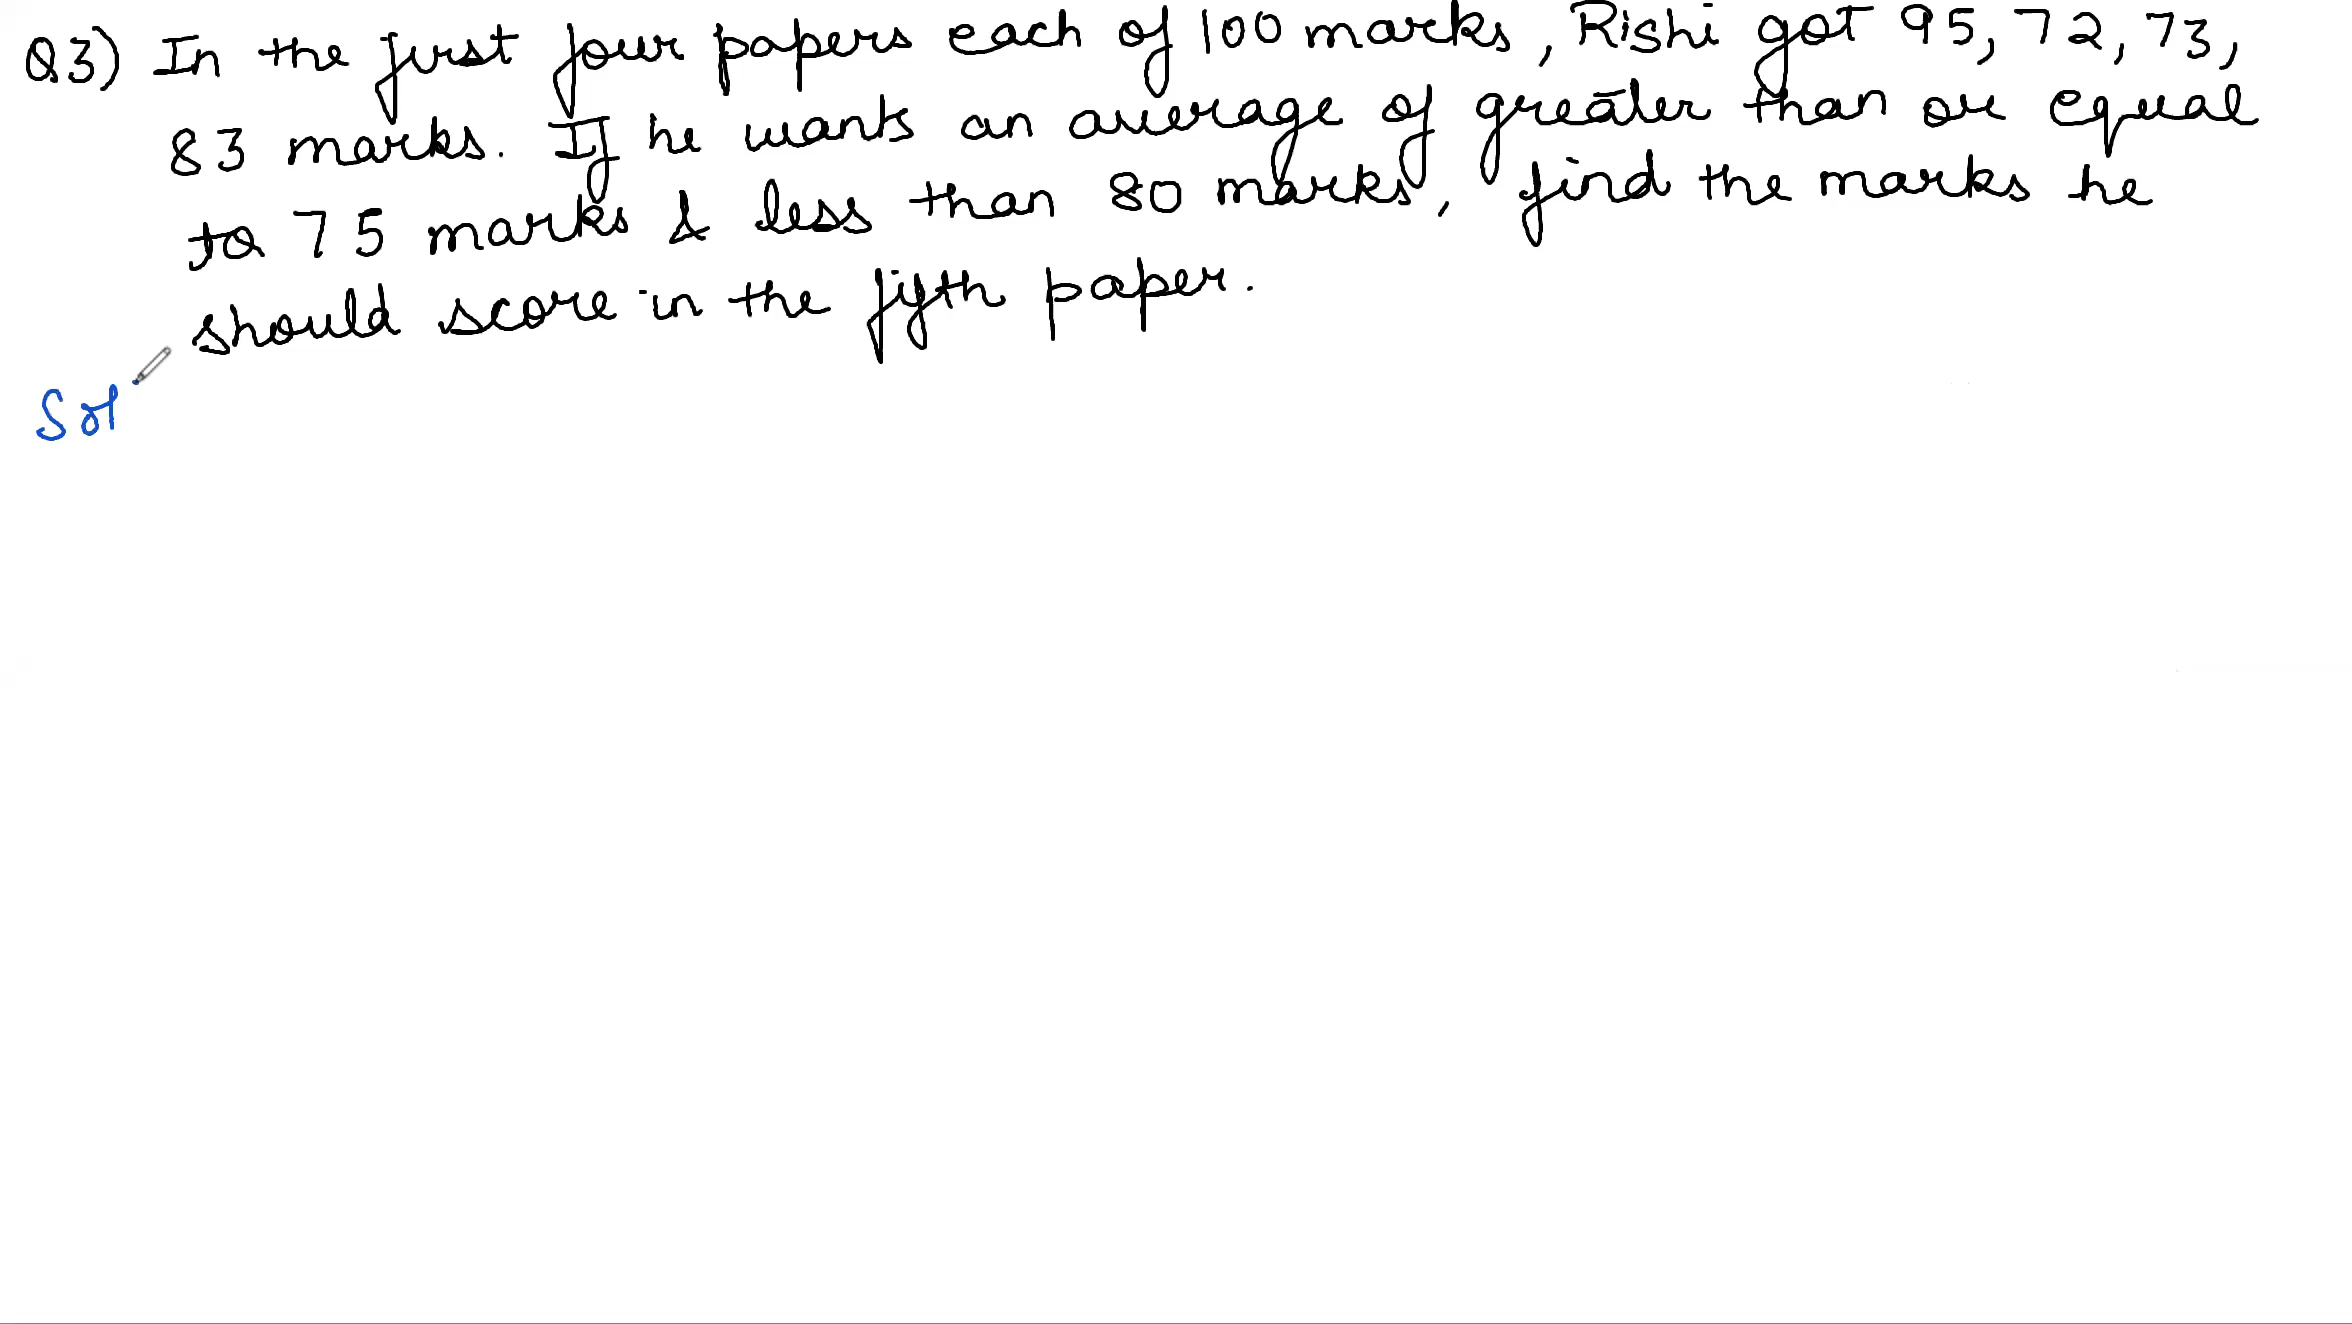 Q3) In the first four papers each of 100 marks, Rishi got 95, 72, 73,
83 marks. If he wants an average of greater than or equal
to 75 marks & less than 80 marks, find the marks he
should score in the fifth paper.
Sol